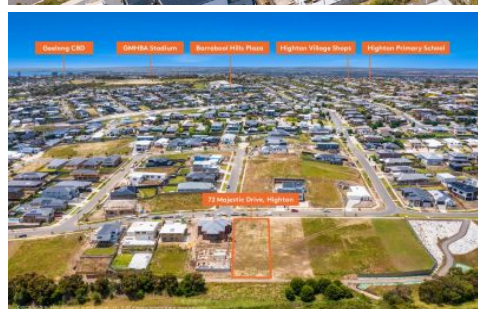 Geelong CBD
GMHBA Stadium
Barrabool Hills Plaza
Highton Village Shops
Highton Primary School
72 Majestic Drive, Highton